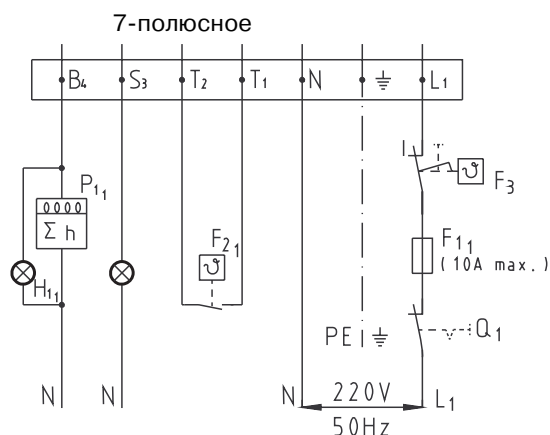 7-полюсное
B4 S3 T2 T1 N L1
P11
Σ h
H11
F21
ϑ
I
ϑ
F3
F11
(10A max.)
PE
Q1
N N N 220V L1
50Hz